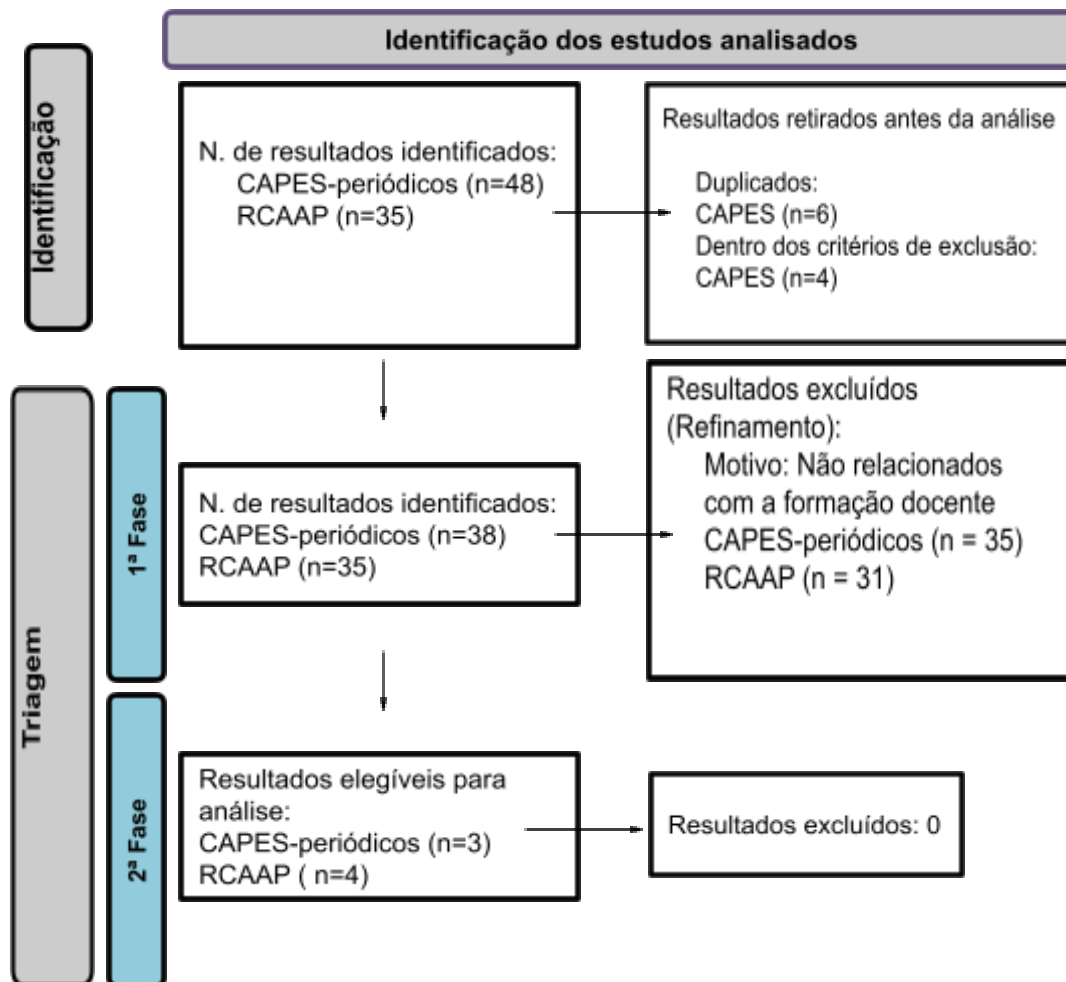 Identificação dos estudos analisados
Identificação
N. de resultados identificados:
CAPES-periódicos (n=48)
RCAAP (n=35)
Resultados retirados antes da análise
Duplicados:
CAPES (n=6)
Dentro dos critérios de exclusão:
CAPES (n=4)
Triagem
1ª Fase
N. de resultados identificados:
CAPES-periódicos (n=38)
RCAAP (n=35)
Resultados excluídos
(Refinamento):
Motivo: Não relacionados
com a formação docente
CAPES-periódicos (n = 35)
RCAAP (n = 31)
2ª Fase
Resultados elegíveis para
análise:
CAPES-periódicos (n=3)
RCAAP ( n=4)
Resultados excluídos: 0